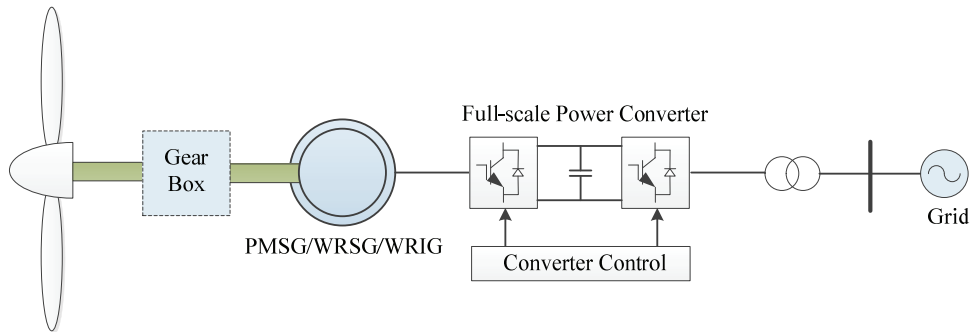 Full-scale Power Converter
Gear
Box
PMSG/WRSG/WRIG
Converter Control
Grid